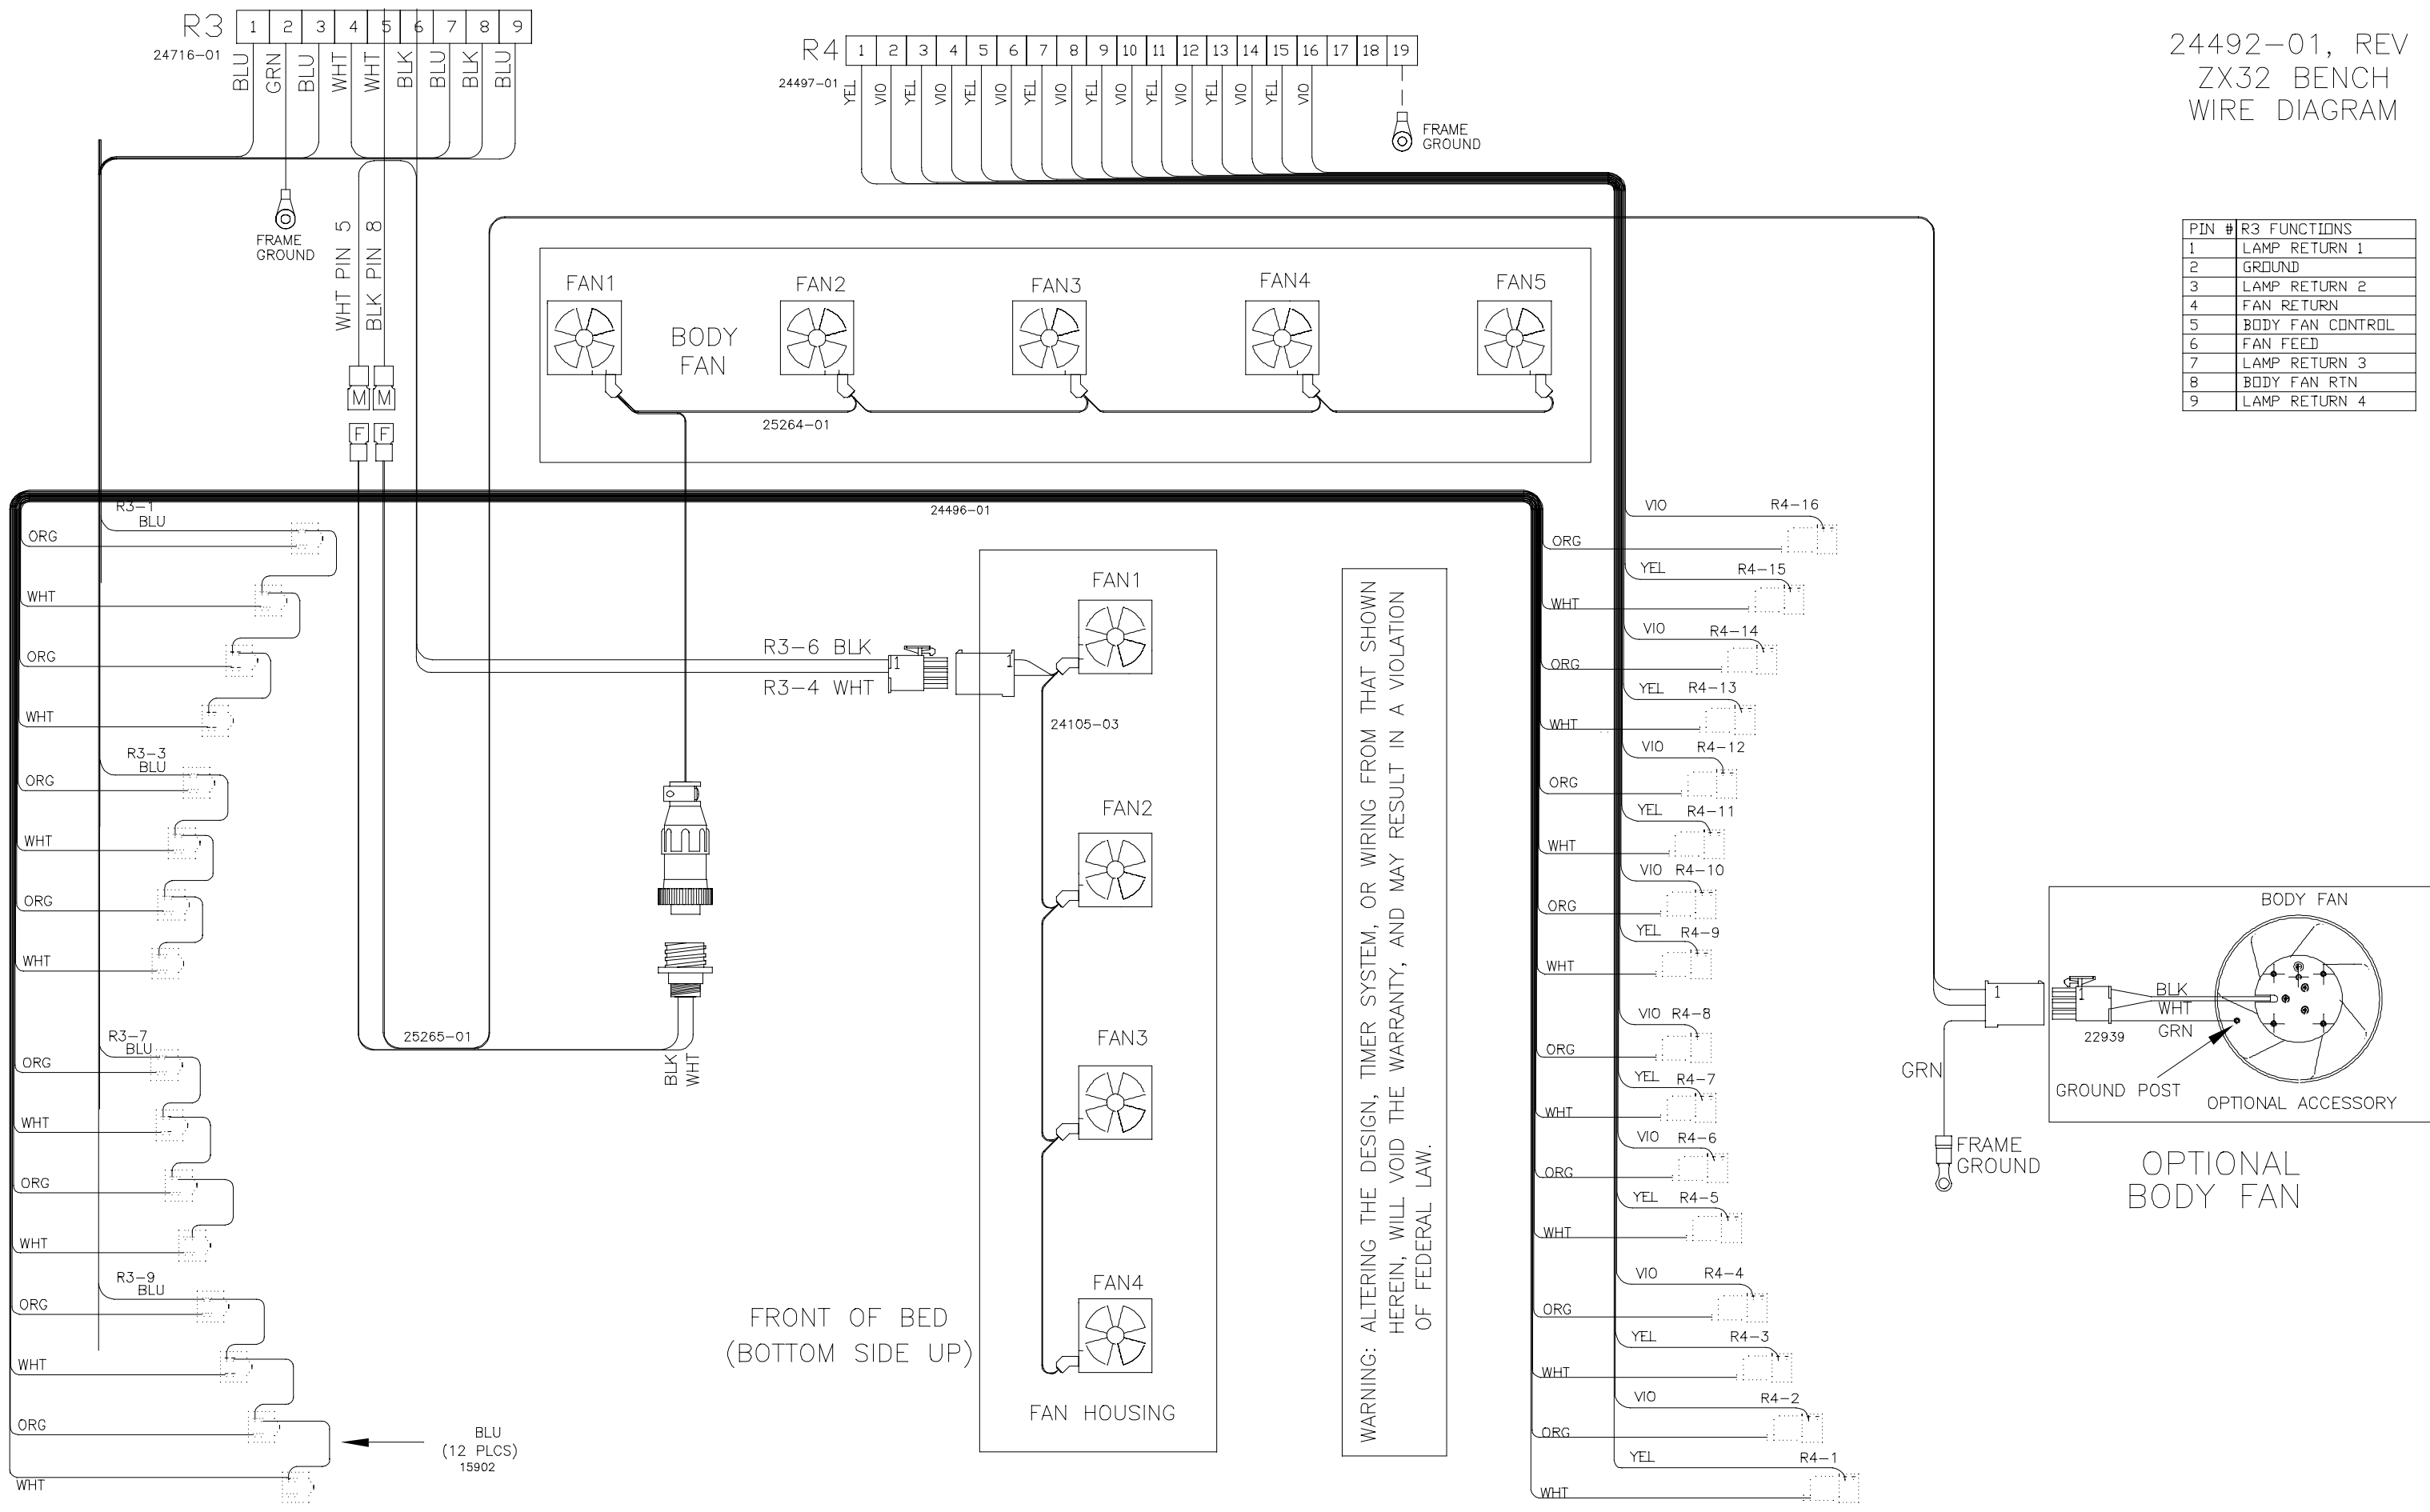 R3
1 2 3 4 5 6 7 8 9
24716-01
BLU GRN BLU WHT WHT BLK BLU BLK BLU
FRAME
GROUND
WHT PIN 5
BLK PIN 8
M M
F F
R4
1 2 3 4 5 6 7 8 9 10 11 12 13 14 15 16 17 18 19
24497-01
YEL VIO YEL VIO YEL VIO YEL VIO YEL VIO YEL VIO YEL VIO YEL VIO
FRAME
GROUND
24492-01, REV
ZX32 BENCH
WIRE DIAGRAM
PIN # R3 FUNCTIONS
1 LAMP RETURN 1
2 GROUND
3 LAMP RETURN 2
4 FAN RETURN
5 BODY FAN CONTROL
6 FAN FEED
7 LAMP RETURN 3
8 BODY FAN RTN
9 LAMP RETURN 4
FAN1 FAN2 FAN3 FAN4 FAN5
BODY
FAN
25264-01
24496-01
R3-1
BLU
ORG
WHT
ORG
WHT
R3-3
BLU
ORG
WHT
ORG
WHT
R3-7
BLU
ORG
WHT
ORG
WHT
R3-9
BLU
ORG
WHT
ORG
WHT
BLU
(12 PLCS)
15902
25265-01
BLK
WHT
R3-6 BLK
R3-4 WHT
1 1
FAN1
24105-03
FAN2
FAN3
FAN4
FAN HOUSING
FRONT OF BED
(BOTTOM SIDE UP)
WARNING: ALTERING THE DESIGN, TIMER SYSTEM, OR WIRING FROM THAT SHOWN
HEREIN, WILL VOID THE WARRANTY, AND MAY RESULT IN A VIOLATION
OF FEDERAL LAW.
VIO R4-16
ORG
YEL R4-15
WHT
VIO R4-14
ORG
YEL R4-13
WHT
VIO R4-12
ORG
YEL R4-11
WHT
VIO R4-10
ORG
YEL R4-9
WHT
VIO R4-8
ORG
YEL R4-7
WHT
VIO R4-6
ORG
YEL R4-5
WHT
VIO R4-4
ORG
YEL R4-3
WHT
VIO R4-2
ORG
YEL R4-1
WHT
BODY FAN
1 1
BLK
WHT
GRN
22939
GROUND POST
OPTIONAL ACCESSORY
GRN
FRAME
GROUND
OPTIONAL
BODY FAN